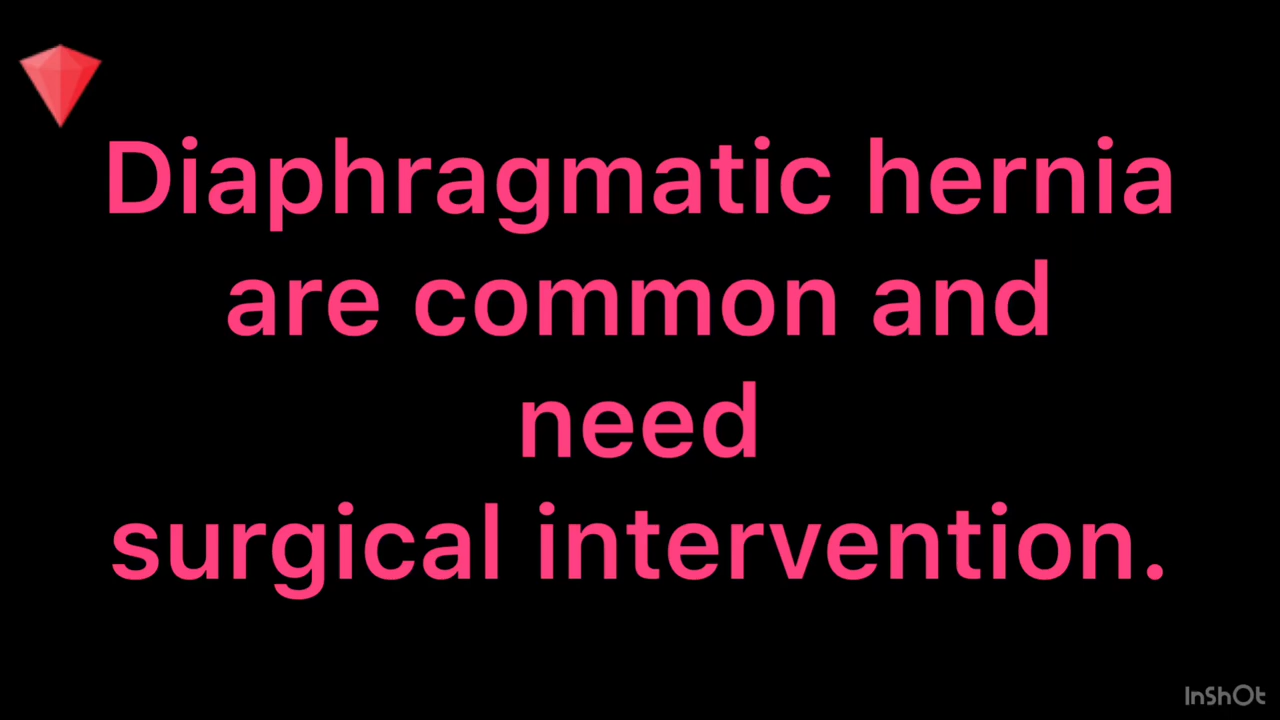 Diaphragmatic hernia
are common and
need
surgical intervention.
InShOt